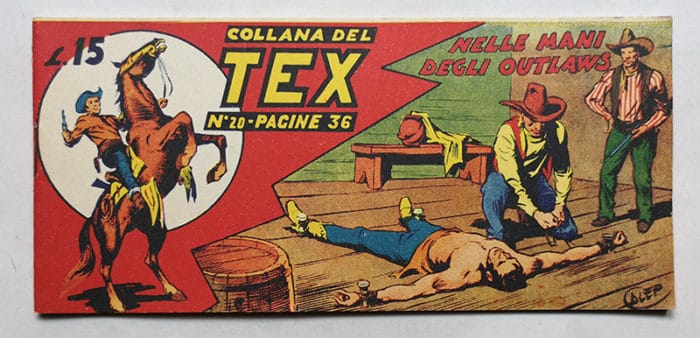 L.15
COLLANA DEL
TEX
N°20-PAGINE 36
NELLE MANI
DEGLI OUTLAWS
GALEP